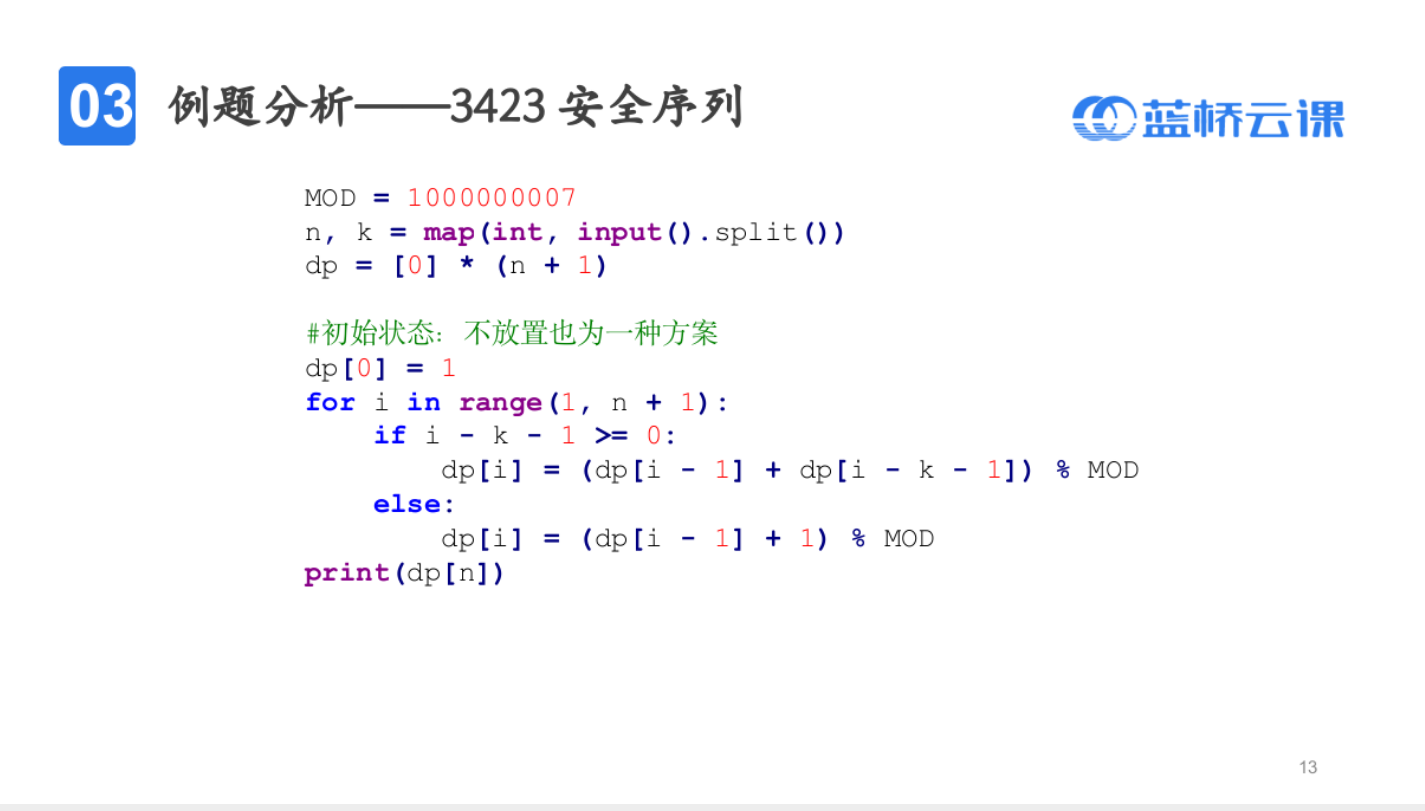 03 例题分析——3423 安全序列
蓝桥云课
MOD = 1000000007
n, k = map(int, input().split())
dp = [0] * (n + 1)
#初始状态：不放置也为一种方案
dp[0] = 1
for i in range(1, n + 1):
    if i - k - 1 >= 0:
        dp[i] = (dp[i - 1] + dp[i - k - 1]) % MOD
    else:
        dp[i] = (dp[i - 1] + 1) % MOD
print(dp[n])
13